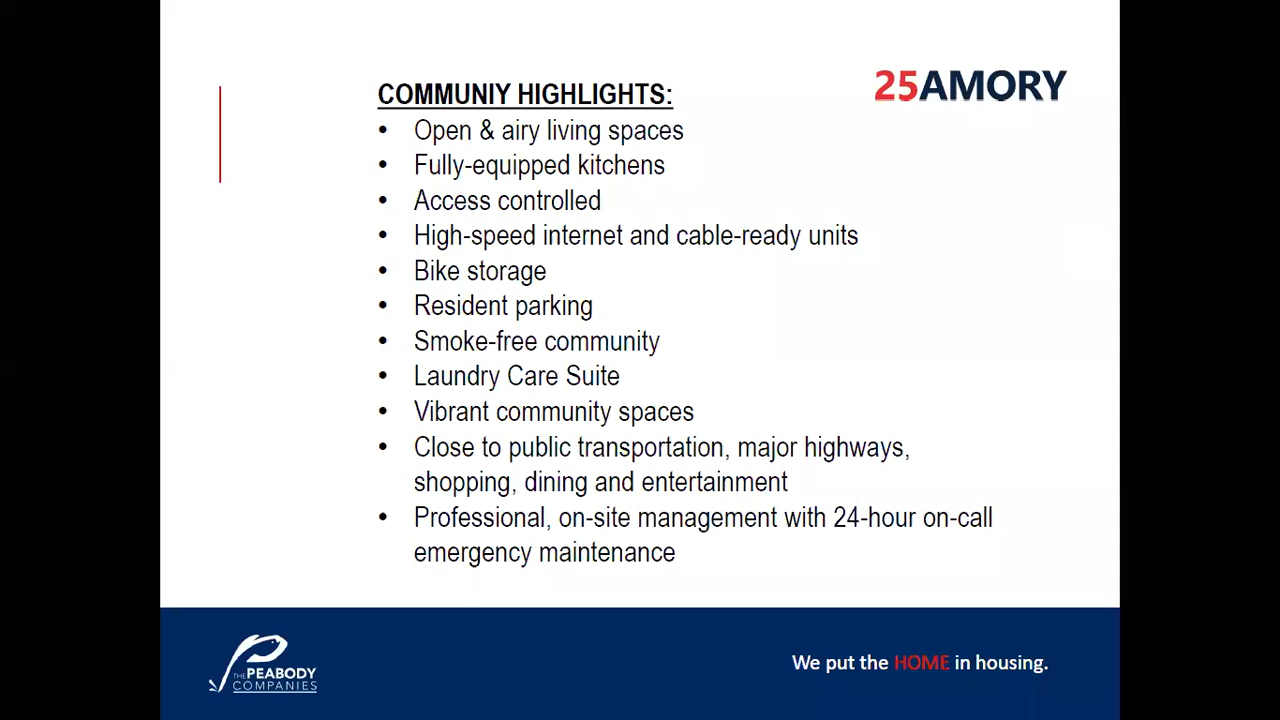 25AMORY
COMMUNIY HIGHLIGHTS:
• Open & airy living spaces
• Fully-equipped kitchens
• Access controlled
• High-speed internet and cable-ready units
• Bike storage
• Resident parking
• Smoke-free community
• Laundry Care Suite
• Vibrant community spaces
• Close to public transportation, major highways,
shopping, dining and entertainment
• Professional, on-site management with 24-hour on-call
emergency maintenance
THE PEABODY
COMPANIES
We put the HOME in housing.